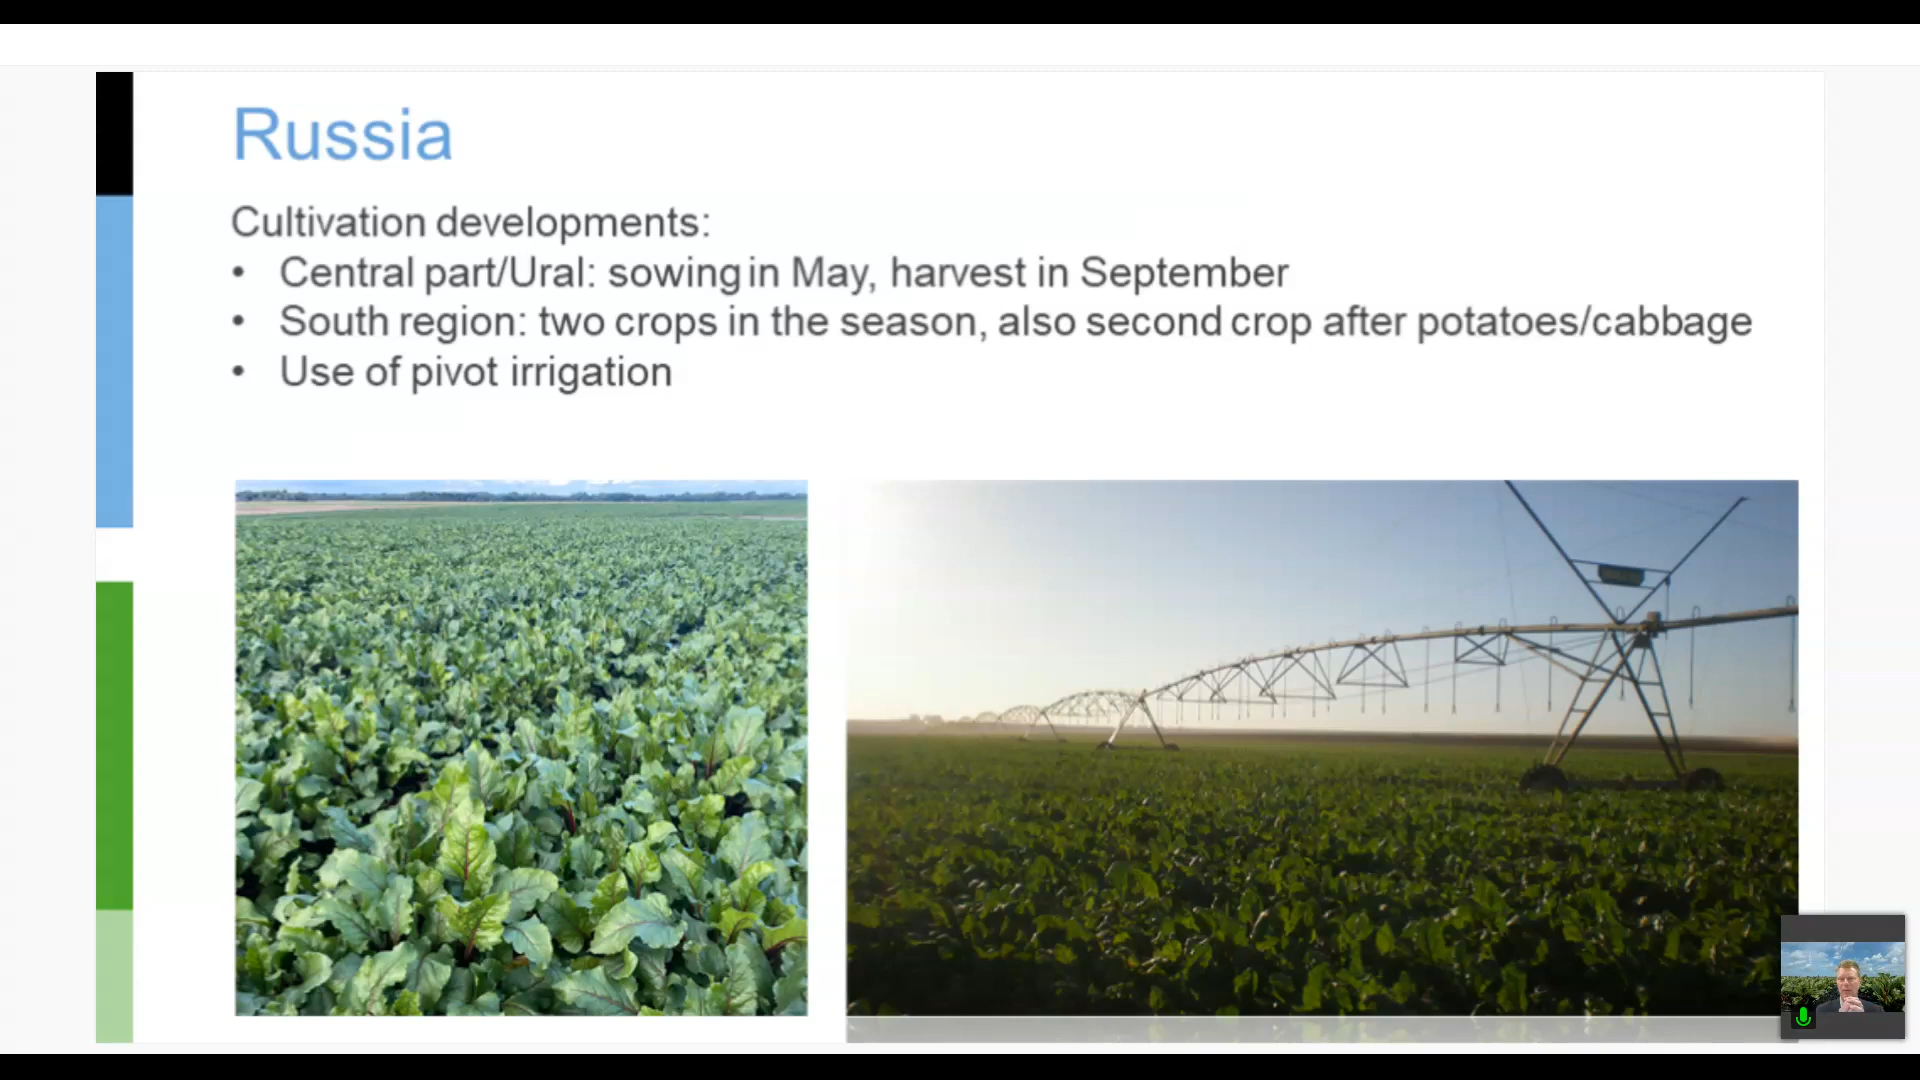 Russia
Cultivation developments:
• Central part/Ural: sowing in May, harvest in September
• South region: two crops in the season, also second crop after potatoes/cabbage
• Use of pivot irrigation